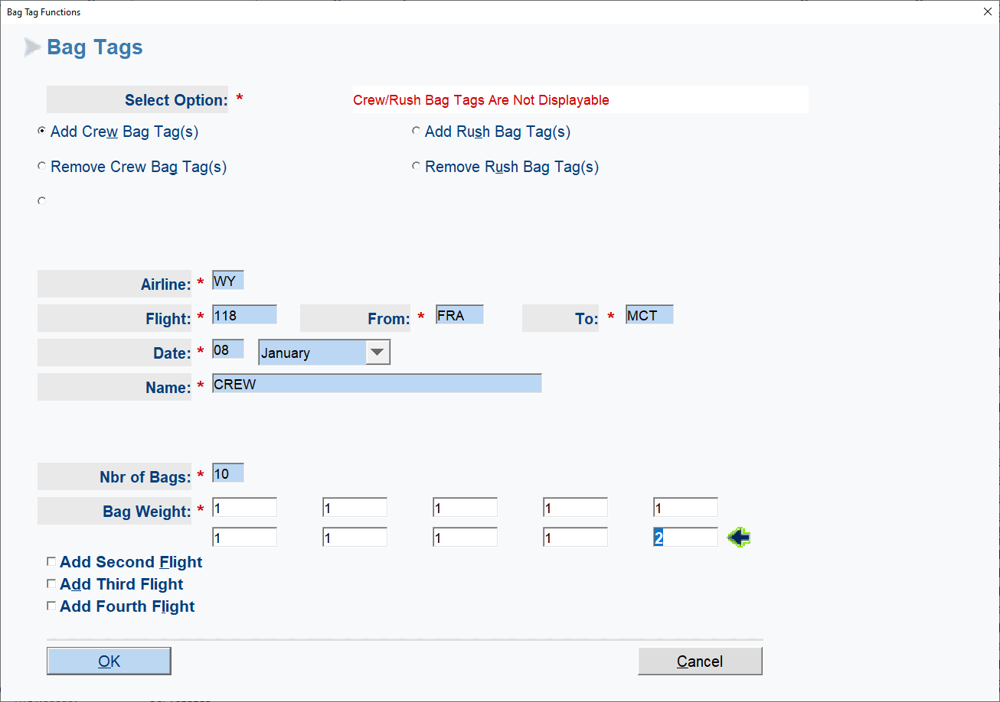 Bag Tag Functions
Bag Tags
Select Option: * Crew/Rush Bag Tags Are Not Displayable
Add Crew Bag Tag(s) Add Rush Bag Tag(s)
Remove Crew Bag Tag(s) Remove Rush Bag Tag(s)
Airline: * WY
Flight: * 118 From: * FRA To: * MCT
Date: * 08 January
Name: * CREW
Nbr of Bags: * 10
Bag Weight: * 1 1 1 1 1
1 1 1 1 2
Add Second Flight
Add Third Flight
Add Fourth Flight
OK Cancel